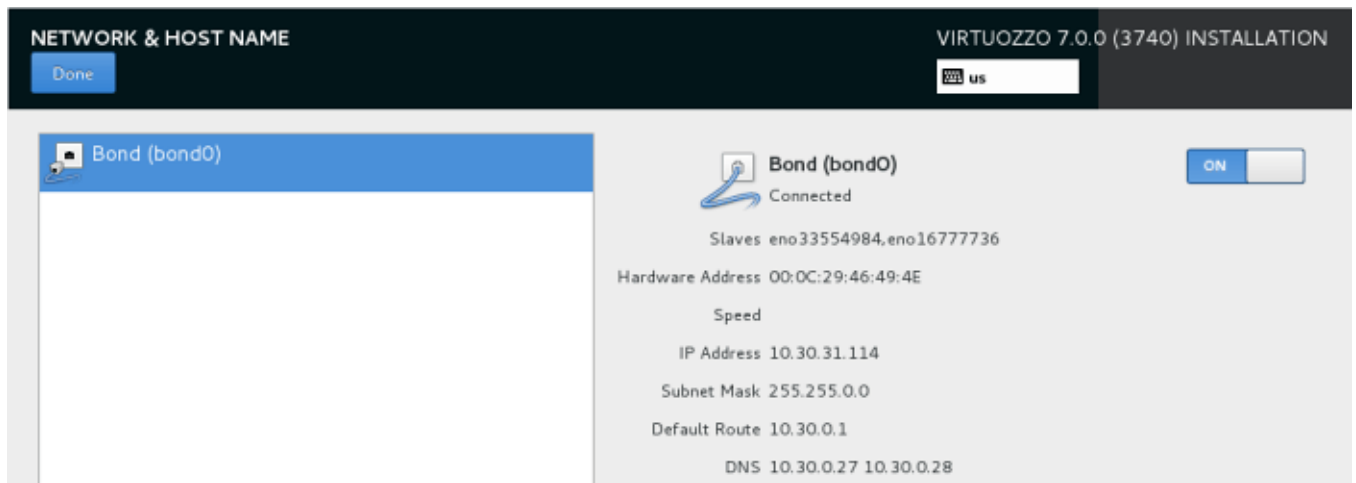 NETWORK & HOST NAME
VIRTUOZZO 7.0.0 (3740) INSTALLATION
Done
us
Bond (bond0)
Bond (bond0)
ON
Connected
Slaves eno33554984,eno16777736
Hardware Address 00:0C:29:46:49:4E
Speed
IP Address 10.30.31.114
Subnet Mask 255.255.0.0
Default Route 10.30.0.1
DNS 10.30.0.27 10.30.0.28